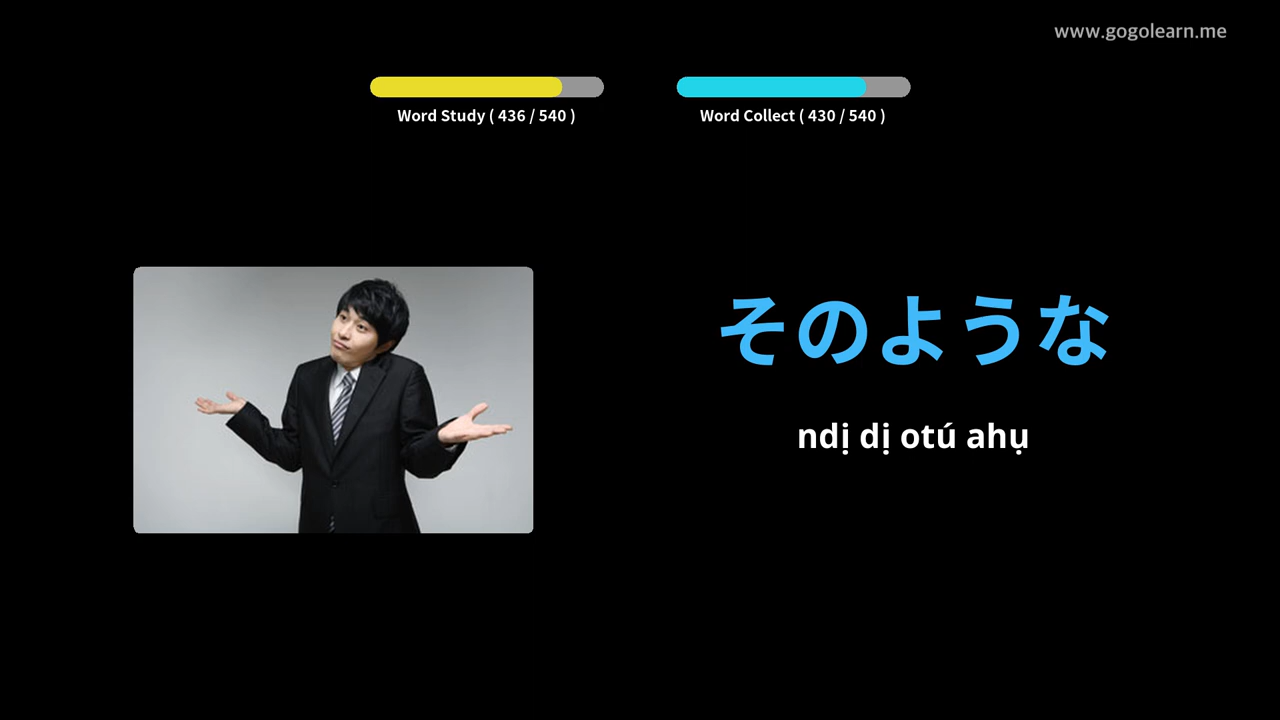 www.gogolearn.me
Word Study ( 436 / 540 )
Word Collect ( 430 / 540 )
そのような
ndị dị otú ahụ